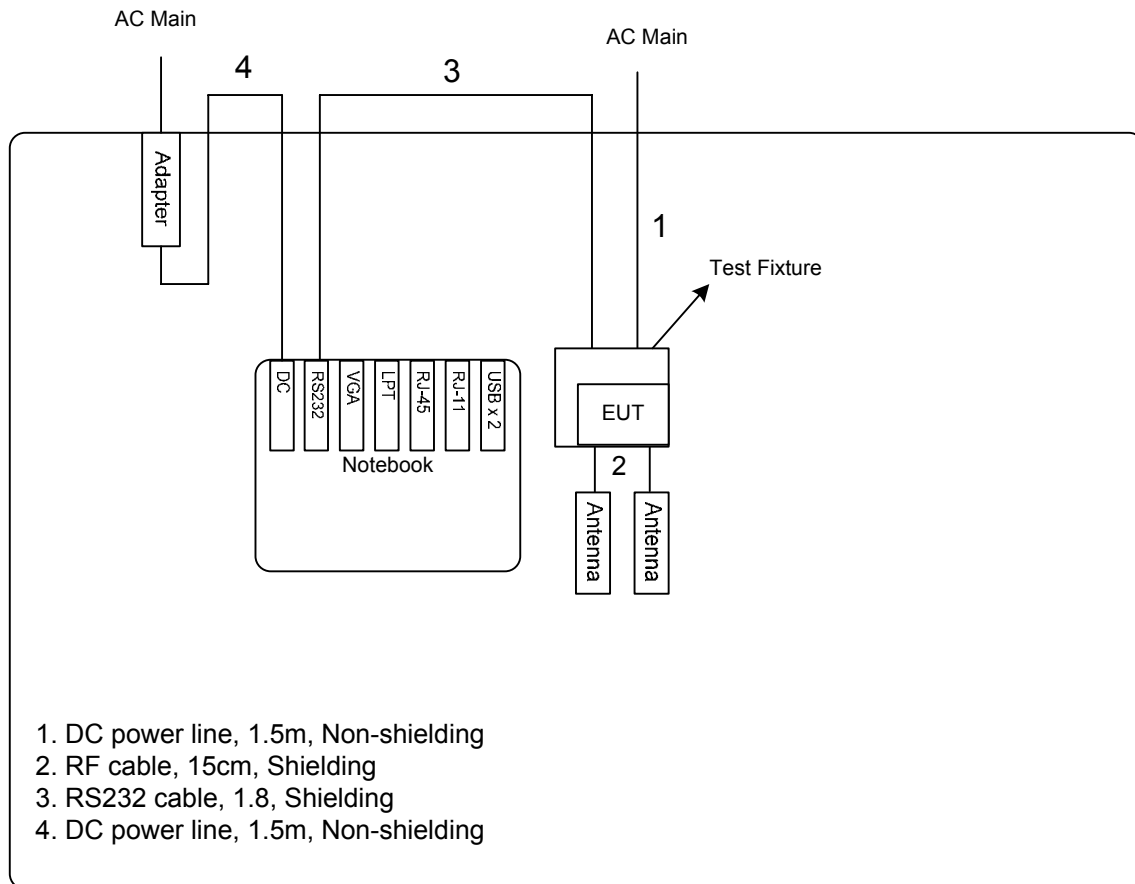 AC Main
AC Main
4
3
Adapter
1
Test Fixture
DC
RS232
VGA
LPT
RJ-45
RJ-11
USB x 2
EUT
Notebook
2
Antenna
Antenna
1. DC power line, 1.5m, Non-shielding
2. RF cable, 15cm, Shielding
3. RS232 cable, 1.8, Shielding
4. DC power line, 1.5m, Non-shielding